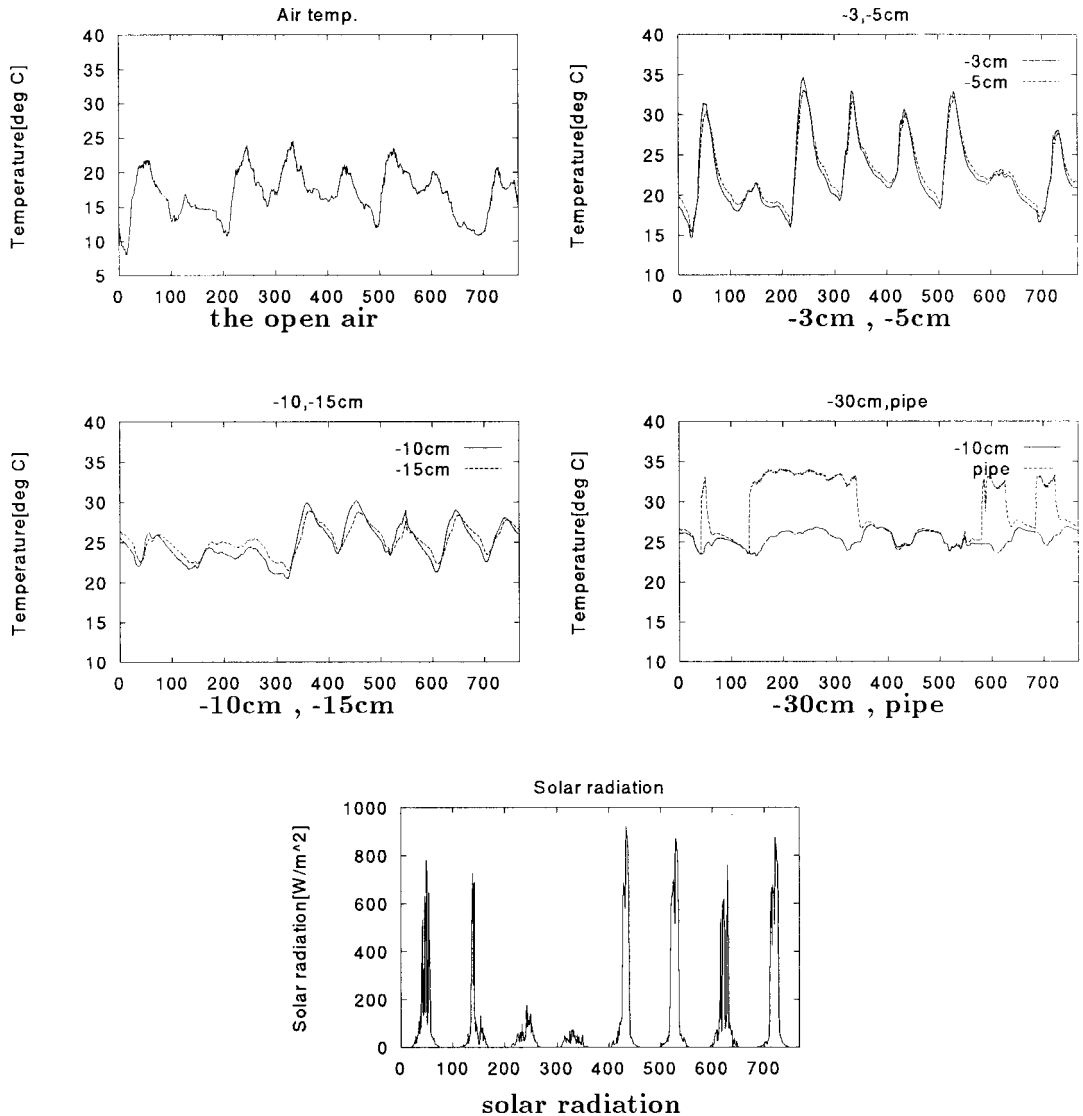 Air temp.
Temperature[deg C]
40
35
30
25
20
15
10
5
0 100 200 300 400 500 600 700
the open air
-3,-5cm
Temperature[deg C]
40
35
30
25
20
15
10
-3cm
-5cm
0 100 200 300 400 500 600 700
-3cm , -5cm
-10,-15cm
Temperature[deg C]
40
35
30
25
20
15
10
-10cm
-15cm
0 100 200 300 400 500 600 700
-10cm , -15cm
-30cm,pipe
Temperature[deg C]
40
35
30
25
20
15
10
-10cm
pipe
0 100 200 300 400 500 600 700
-30cm , pipe
Solar radiation
Solar radiation[W/m^2]
1000
800
600
400
200
0
0 100 200 300 400 500 600 700
solar radiation